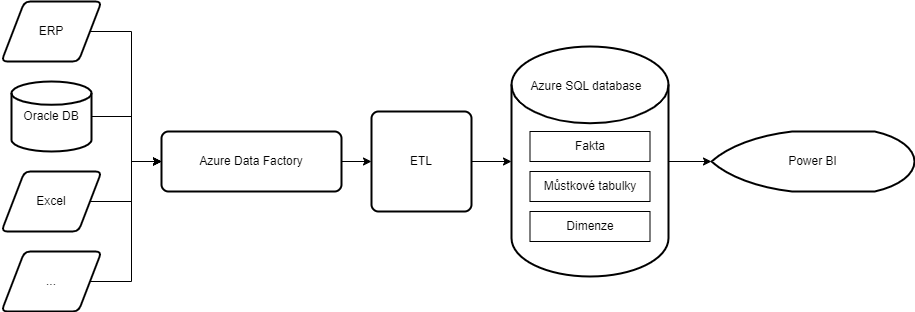 ERP
Oracle DB
Excel
...
Azure Data Factory
ETL
Azure SQL database
Fakta
Můstkové tabulky
Dimenze
Power BI